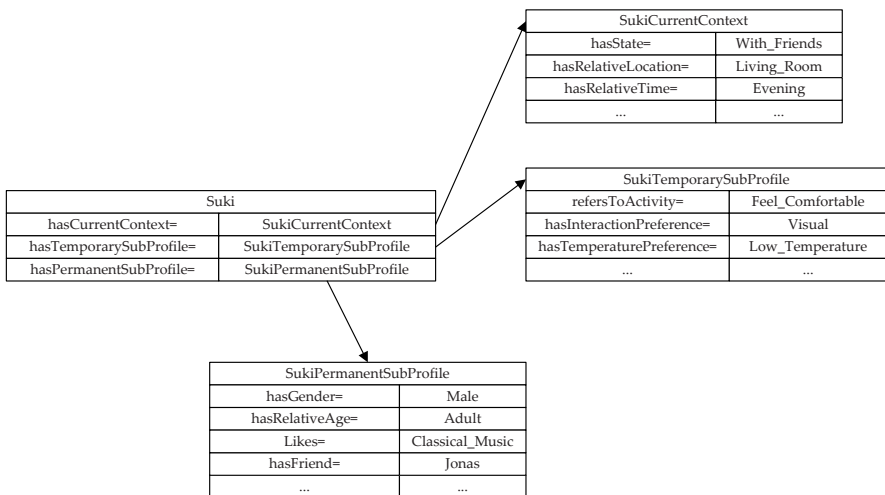 SukiCurrentContext
hasState= With_Friends
hasRelativeLocation= Living_Room
hasRelativeTime= Evening
... ...
Suki
hasCurrentContext= SukiCurrentContext
hasTemporarySubProfile= SukiTemporarySubProfile
hasPermanentSubProfile= SukiPermanentSubProfile
SukiTemporarySubProfile
refersToActivity= Feel_Comfortable
hasInteractionPreference= Visual
hasTemperaturePreference= Low_Temperature
... ...
SukiPermanentSubProfile
hasGender= Male
hasRelativeAge= Adult
Likes= Classical_Music
hasFriend= Jonas
... ...